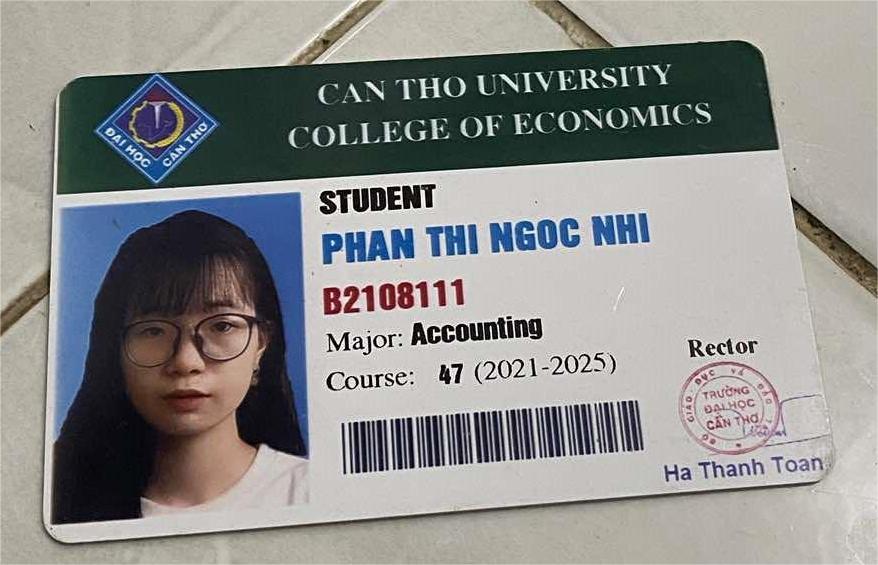 CAN THO UNIVERSITY
COLLEGE OF ECONOMICS
ĐẠI HỌC CẦN THƠ
STUDENT
PHAN THI NGOC NHI
B2108111
Major: Accounting
Course: 47 (2021-2025)
Rector
BỘ GIÁO DỤC VÀ ĐÀO
TRƯỜNG
ĐẠI HỌC
CẦN THƠ
Ha Thanh Toan